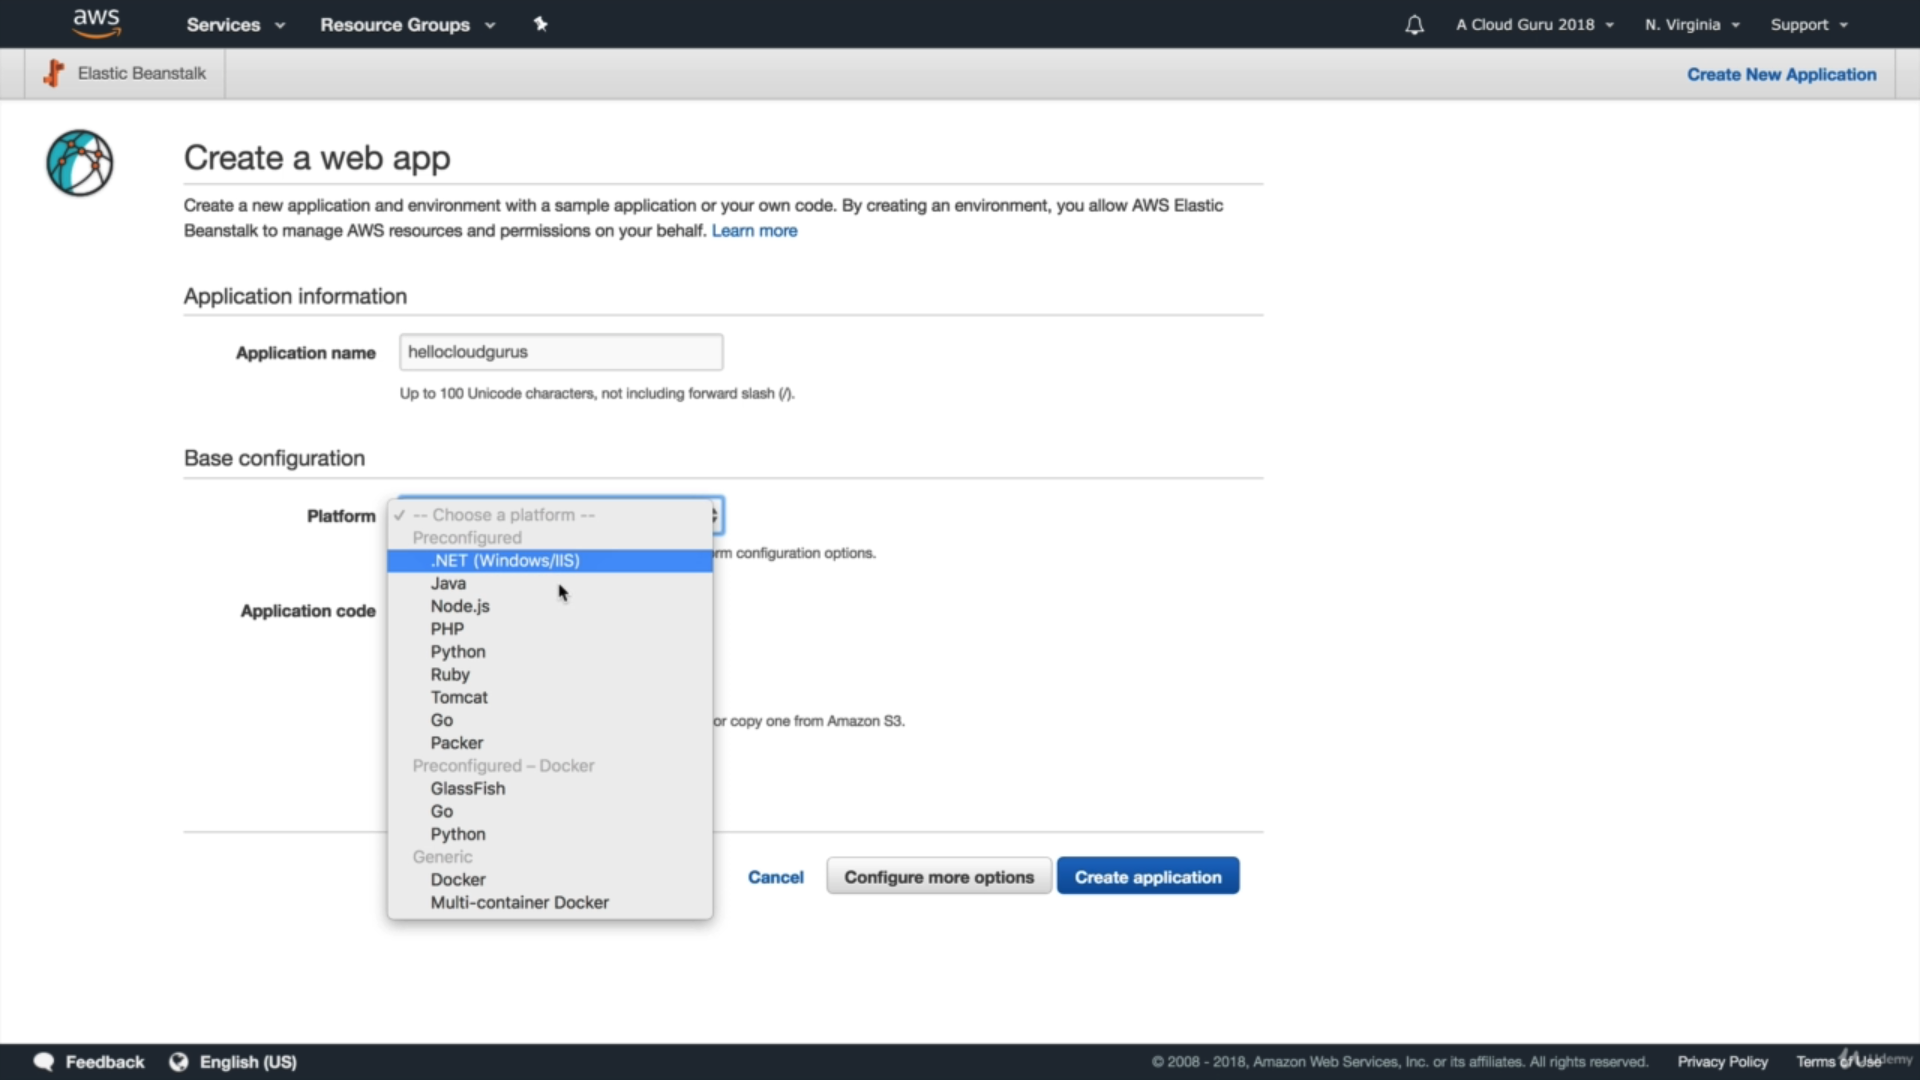 aws Services Resource Groups A Cloud Guru 2018 N. Virginia Support
Elastic Beanstalk Create New Application
Create a web app
Create a new application and environment with a sample application or your own code. By creating an environment, you allow AWS Elastic
Beanstalk to manage AWS resources and permissions on your behalf. Learn more
Application information
Application name hellocloudgurus
Up to 100 Unicode characters, not including forward slash (/).
Base configuration
Platform ✓ -- Choose a platform --
Preconfigured
configuration options.
.NET (Windows/IIS)
Java
Node.js
Application code
PHP
Python
Ruby
Tomcat
Go
or copy one from Amazon S3.
Packer
Preconfigured – Docker
GlassFish
Go
Python
Generic
Docker
Multi-container Docker
Cancel Configure more options Create application
Feedback English (US) © 2008 - 2018, Amazon Web Services, Inc. or its affiliates. All rights reserved. Privacy Policy Terms of Use